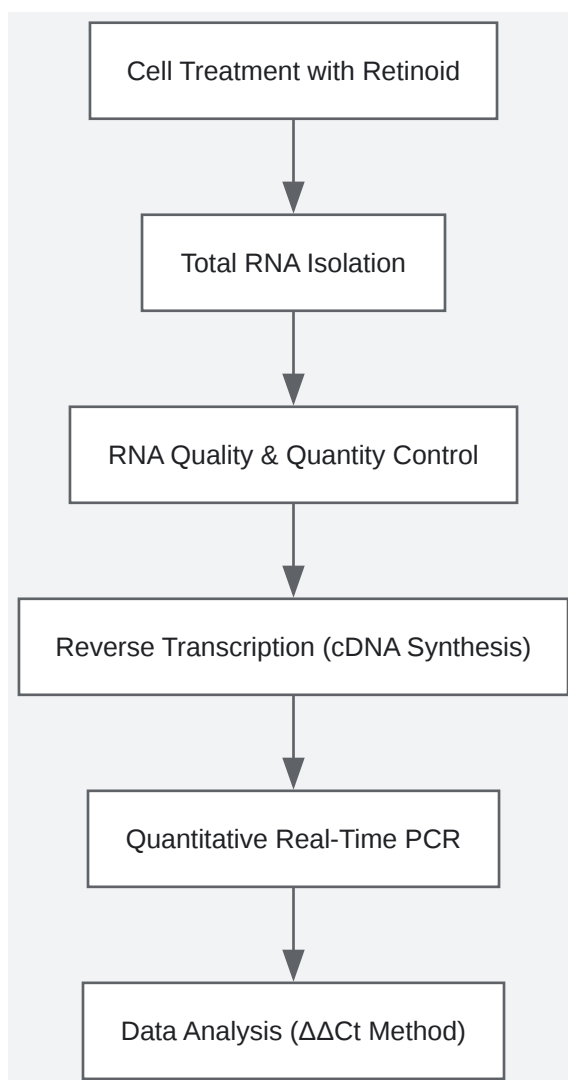 Cell Treatment with Retinoid
Total RNA Isolation
RNA Quality & Quantity Control
Reverse Transcription (cDNA Synthesis)
Quantitative Real-Time PCR
Data Analysis (ΔΔCt Method)